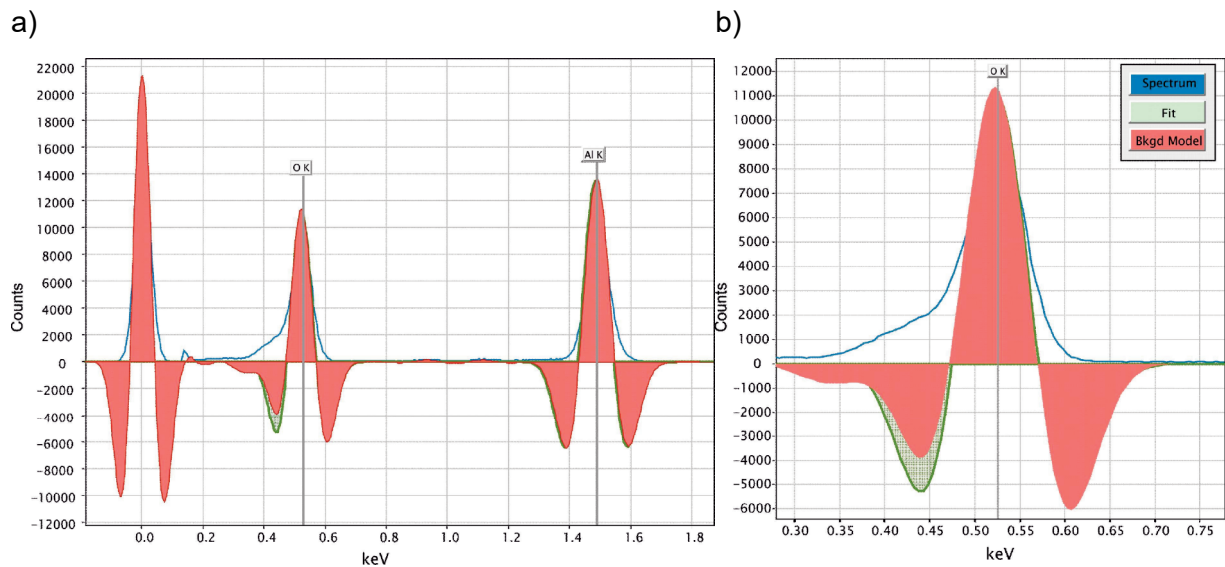 a)
22000
20000
18000
16000
14000
12000
10000
8000
6000
4000
2000
0
-2000
-4000
-6000
-8000
-10000
-12000
Counts
O K
Al K
0.0 0.2 0.4 0.6 0.8 1.0 1.2 1.4 1.6 1.8
keV
b)
12000
11000
10000
9000
8000
7000
6000
5000
4000
3000
2000
1000
0
-1000
-2000
-3000
-4000
-5000
-6000
Counts
O K
Spectrum
Fit
Bkgd Model
0.30 0.35 0.40 0.45 0.50 0.55 0.60 0.65 0.70 0.75
keV